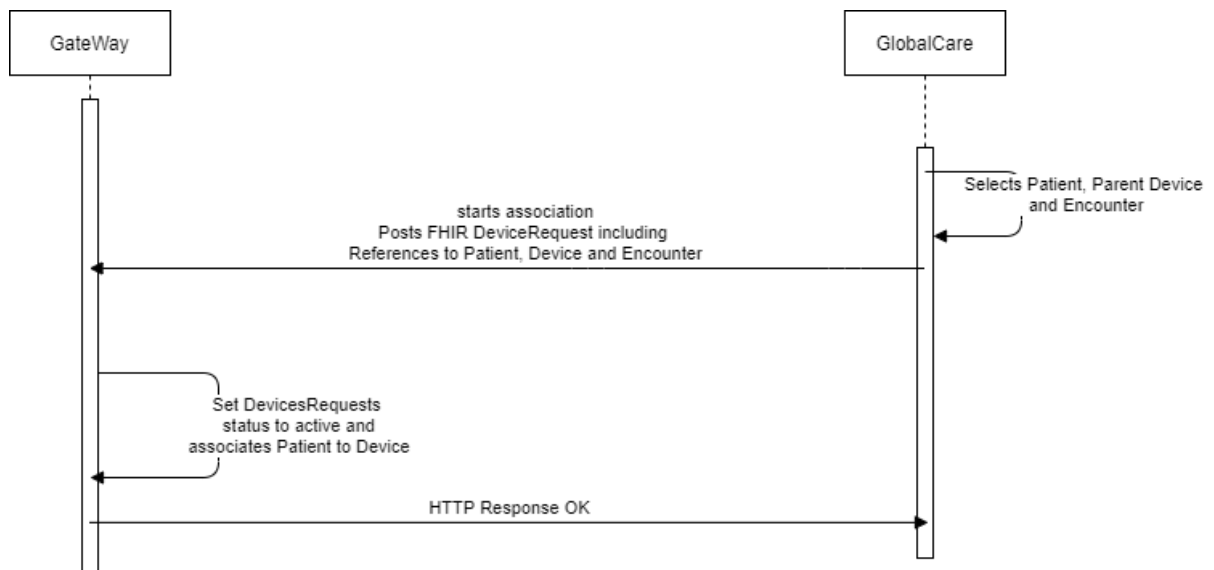 GateWay
GlobalCare
Selects Patient, Parent Device
and Encounter
starts association
Posts FHIR DeviceRequest including
References to Patient, Device and Encounter
Set DevicesRequests
status to active and
associates Patient to Device
HTTP Response OK